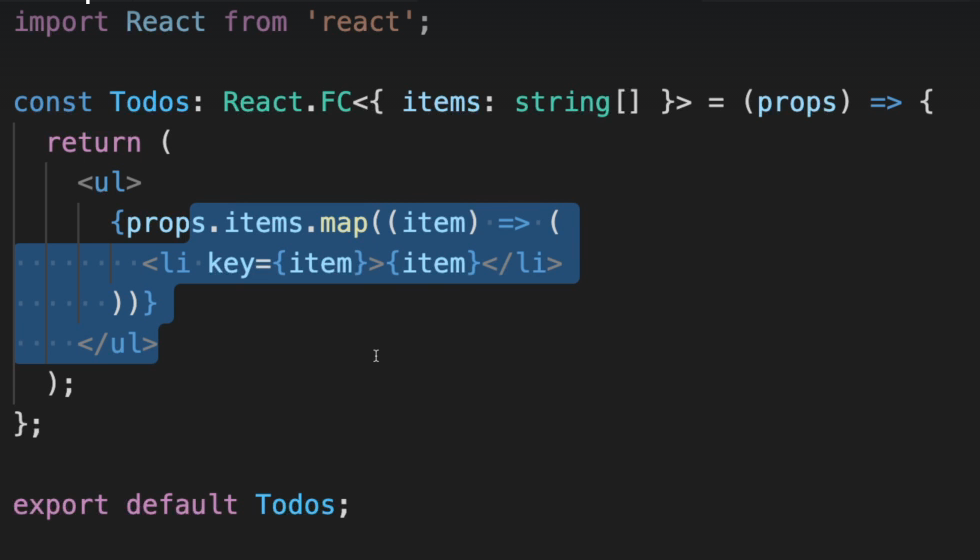 import React from 'react';
const Todos: React.FC<{ items: string[] }> = (props) => {
return (
<ul>
{props.items.map((item) => (
<li key={item}>{item}</li>
))}
</ul>
);
};
export default Todos;